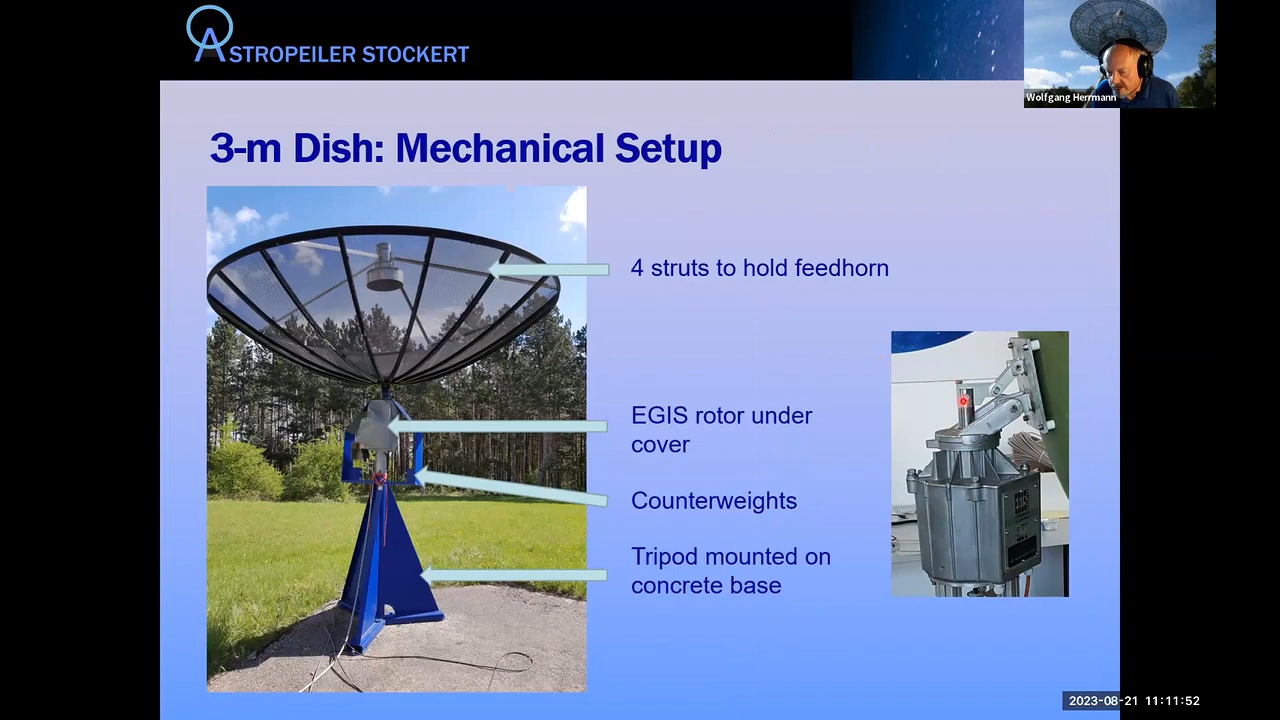 ASTROPEILER STOCKERT
Wolfgang Herrmann
3-m Dish: Mechanical Setup
4 struts to hold feedhorn
EGIS rotor under
cover
Counterweights
Tripod mounted on
concrete base
2023-08-21 11:11:52